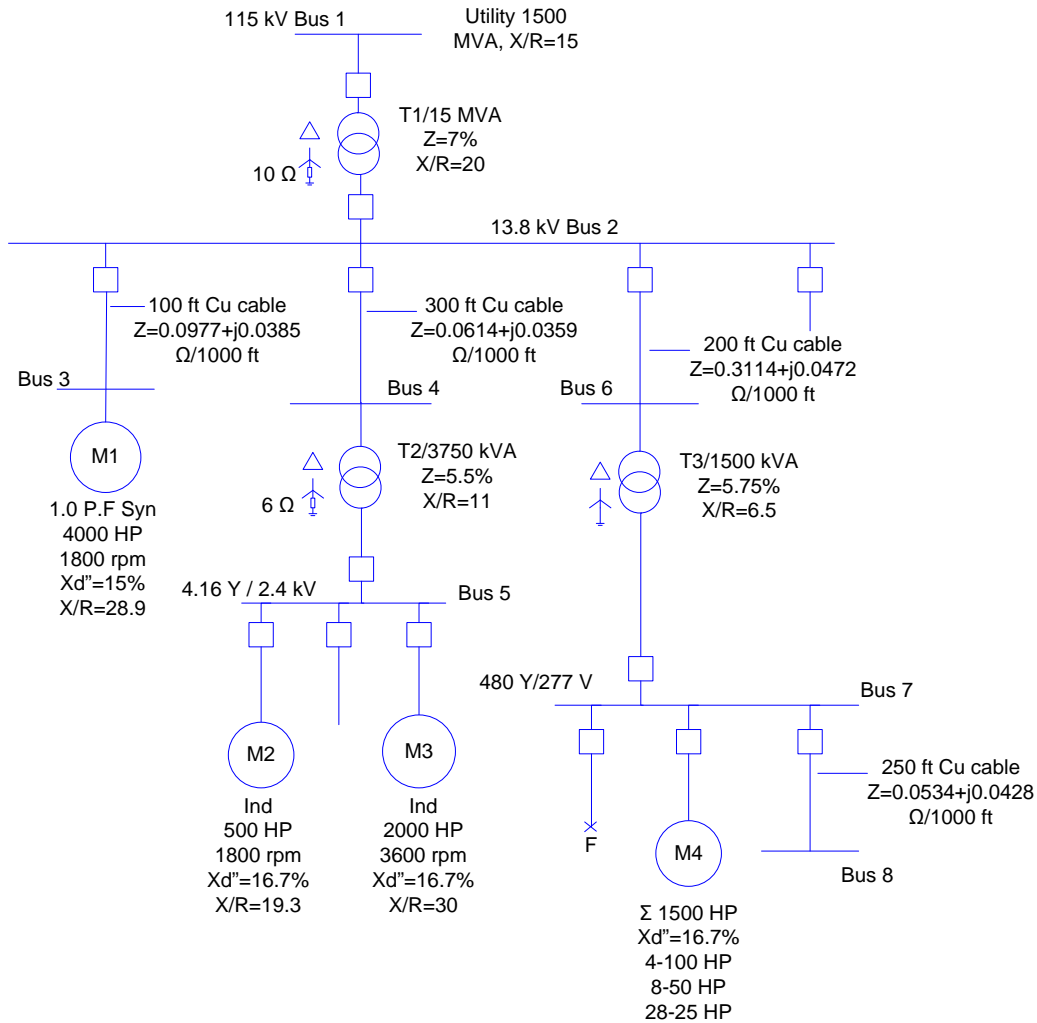 115 kV Bus 1
Utility 1500
MVA, X/R=15
T1/15 MVA
Z=7%
X/R=20
10 Ω
13.8 kV Bus 2
100 ft Cu cable
Z=0.0977+j0.0385
Ω/1000 ft
300 ft Cu cable
Z=0.0614+j0.0359
Ω/1000 ft
200 ft Cu cable
Z=0.3114+j0.0472
Ω/1000 ft
Bus 3
Bus 4
Bus 6
M1
1.0 P.F Syn
4000 HP
1800 rpm
Xd"=15%
X/R=28.9
T2/3750 kVA
Z=5.5%
X/R=11
6 Ω
T3/1500 kVA
Z=5.75%
X/R=6.5
4.16 Y / 2.4 kV
Bus 5
480 Y/277 V
Bus 7
M2
Ind
500 HP
1800 rpm
Xd"=16.7%
X/R=19.3
M3
Ind
2000 HP
3600 rpm
Xd"=16.7%
X/R=30
F
M4
Σ 1500 HP
Xd"=16.7%
4-100 HP
8-50 HP
28-25 HP
250 ft Cu cable
Z=0.0534+j0.0428
Ω/1000 ft
Bus 8